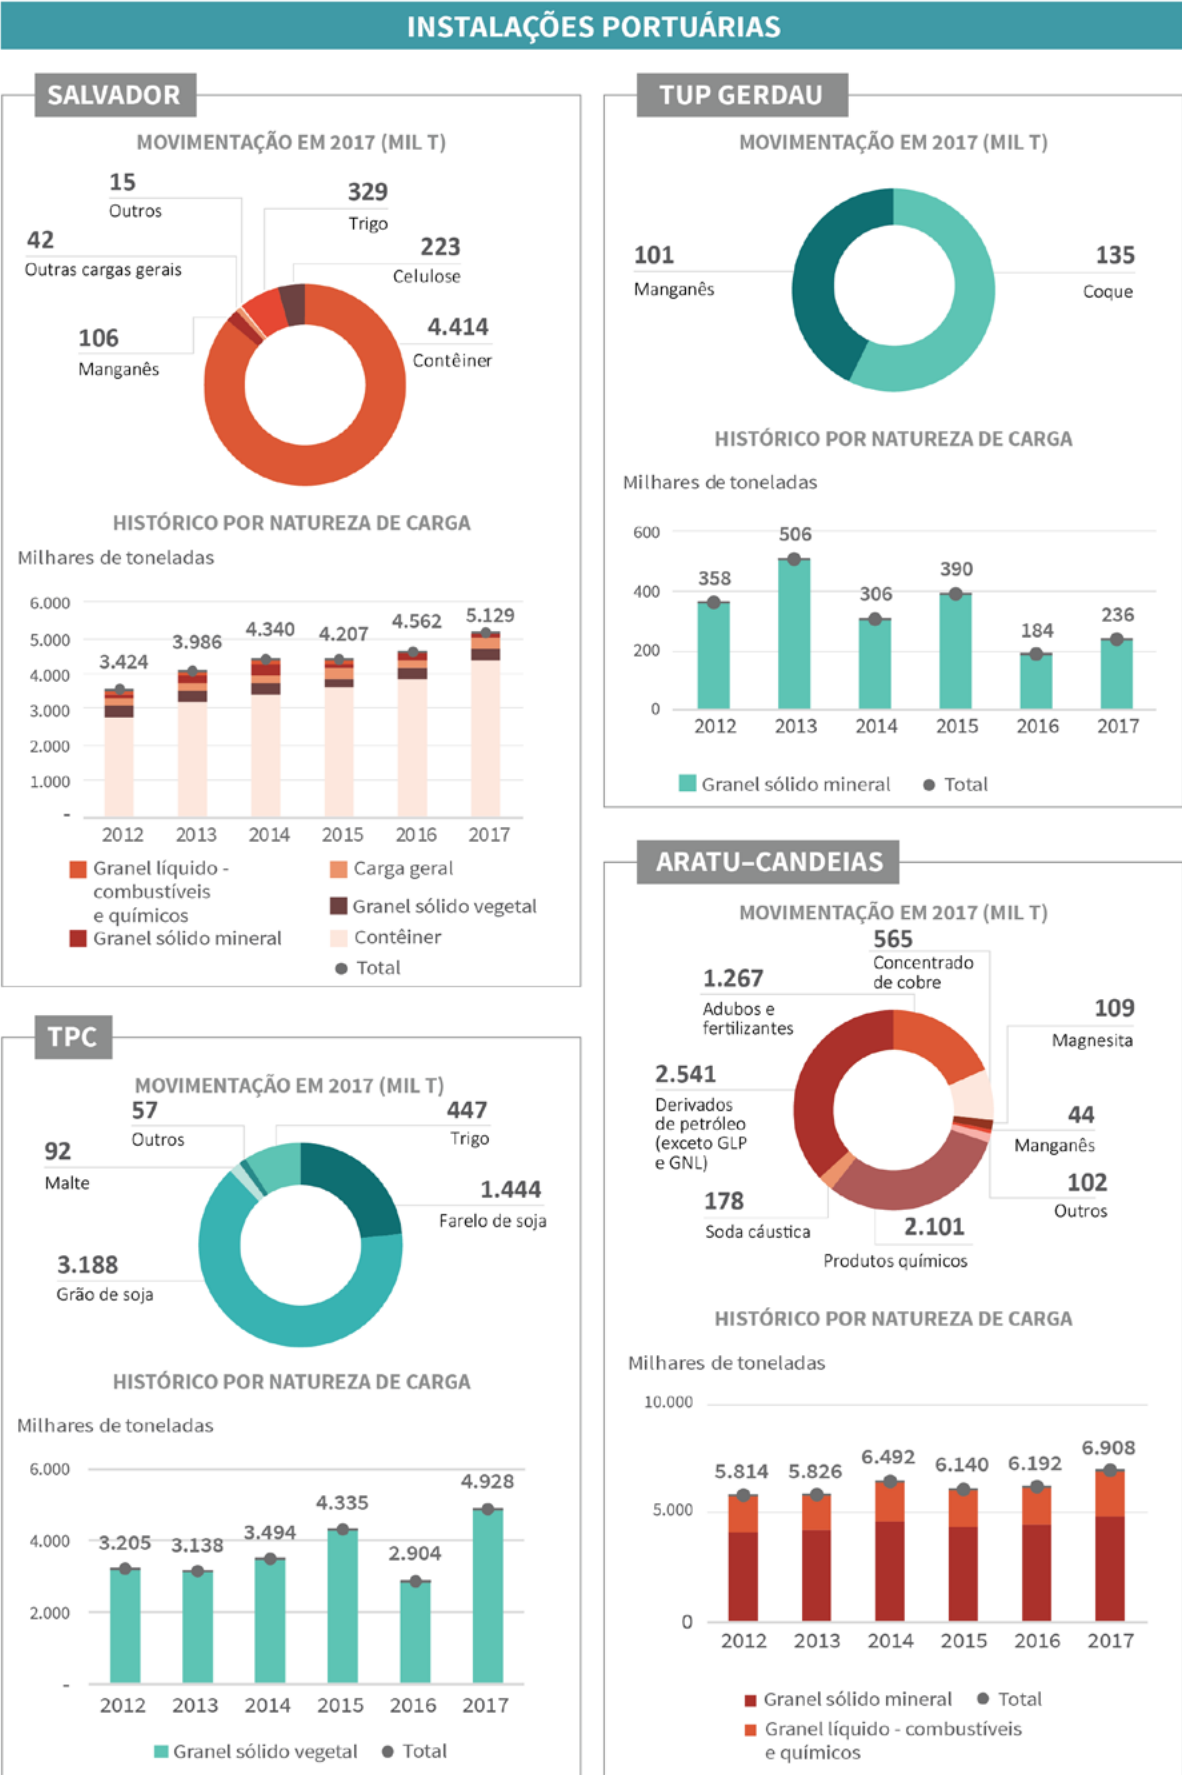 INSTALAÇÕES PORTUÁRIAS
SALVADOR
MOVIMENTAÇÃO EM 2017 (MIL T)
15
Outros
329
Trigo
42
Outras cargas gerais
223
Celulose
106
Manganês
4.414
Contêiner
HISTÓRICO POR NATUREZA DE CARGA
Milhares de toneladas
6.000
5.000
4.000
3.000
2.000
1.000
-
3.424
3.986
4.340
4.207
4.562
5.129
2012
2013
2014
2015
2016
2017
Granel líquido -
combustíveis
e químicos
Granel sólido mineral
Carga geral
Granel sólido vegetal
Contêiner
Total
TPC
MOVIMENTAÇÃO EM 2017 (MIL T)
57
Outros
447
Trigo
92
Malte
1.444
Farelo de soja
3.188
Grão de soja
HISTÓRICO POR NATUREZA DE CARGA
Milhares de toneladas
6.000
4.000
2.000
-
3.205
3.138
3.494
4.335
2.904
4.928
2012
2013
2014
2015
2016
2017
Granel sólido vegetal
Total
TUP GERDAU
MOVIMENTAÇÃO EM 2017 (MIL T)
101
Manganês
135
Coque
HISTÓRICO POR NATUREZA DE CARGA
Milhares de toneladas
600
400
200
0
358
506
306
390
184
236
2012
2013
2014
2015
2016
2017
Granel sólido mineral
Total
ARATU–CANDEIAS
MOVIMENTAÇÃO EM 2017 (MIL T)
565
Concentrado
de cobre
1.267
Adubos e
fertilizantes
109
Magnesita
2.541
Derivados
de petróleo
(exceto GLP
e GNL)
44
Manganês
178
Soda cáustica
102
Outros
2.101
Produtos químicos
HISTÓRICO POR NATUREZA DE CARGA
Milhares de toneladas
10.000
5.000
0
5.814
5.826
6.492
6.140
6.192
6.908
2012
2013
2014
2015
2016
2017
Granel sólido mineral
Total
Granel líquido - combustíveis
e químicos